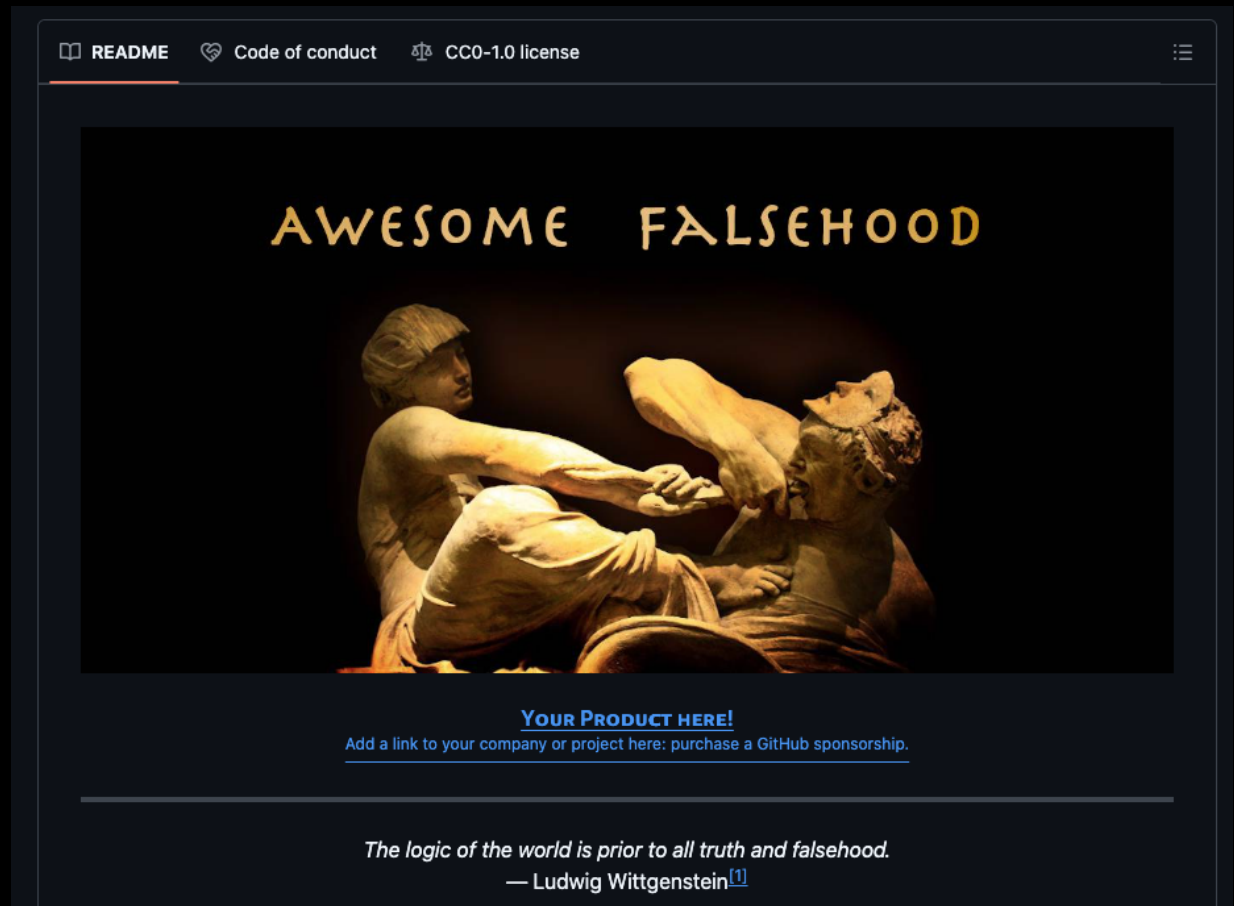 README Code of conduct CC0-1.0 license
AWESOME FALSEHOOD
YOUR PRODUCT HERE!
Add a link to your company or project here: purchase a GitHub sponsorship.
The logic of the world is prior to all truth and falsehood.
— Ludwig Wittgenstein[1]